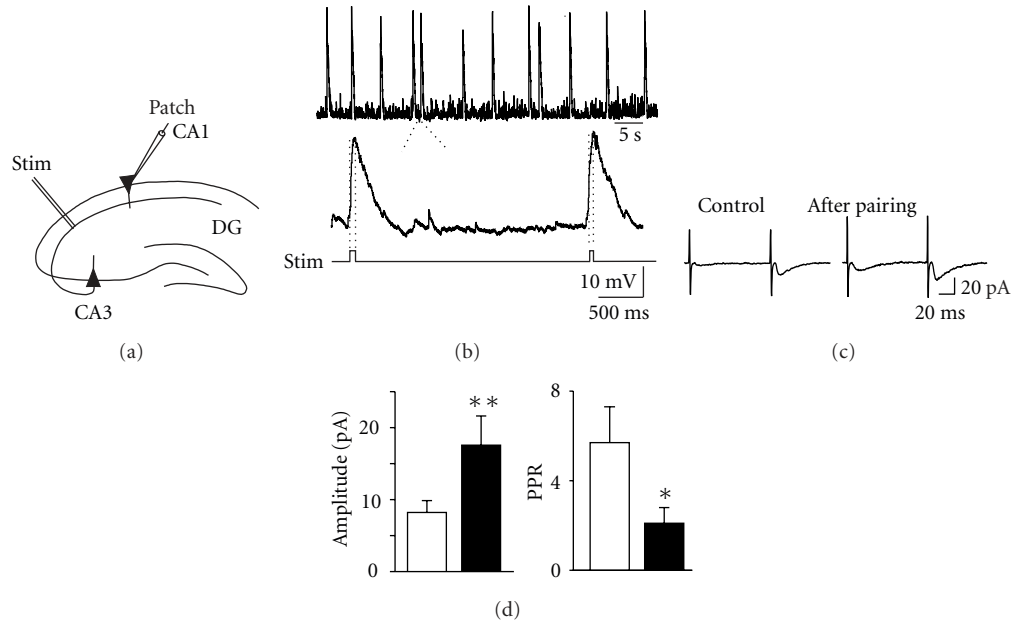 Patch
CA1
Stim
DG
CA3
(a)
5 s
Stim
10 mV
500 ms
(b)
Control
After pairing
20 pA
20 ms
(c)
Amplitude (pA)
20
10
0
**
PPR
8
4
0
*
(d)